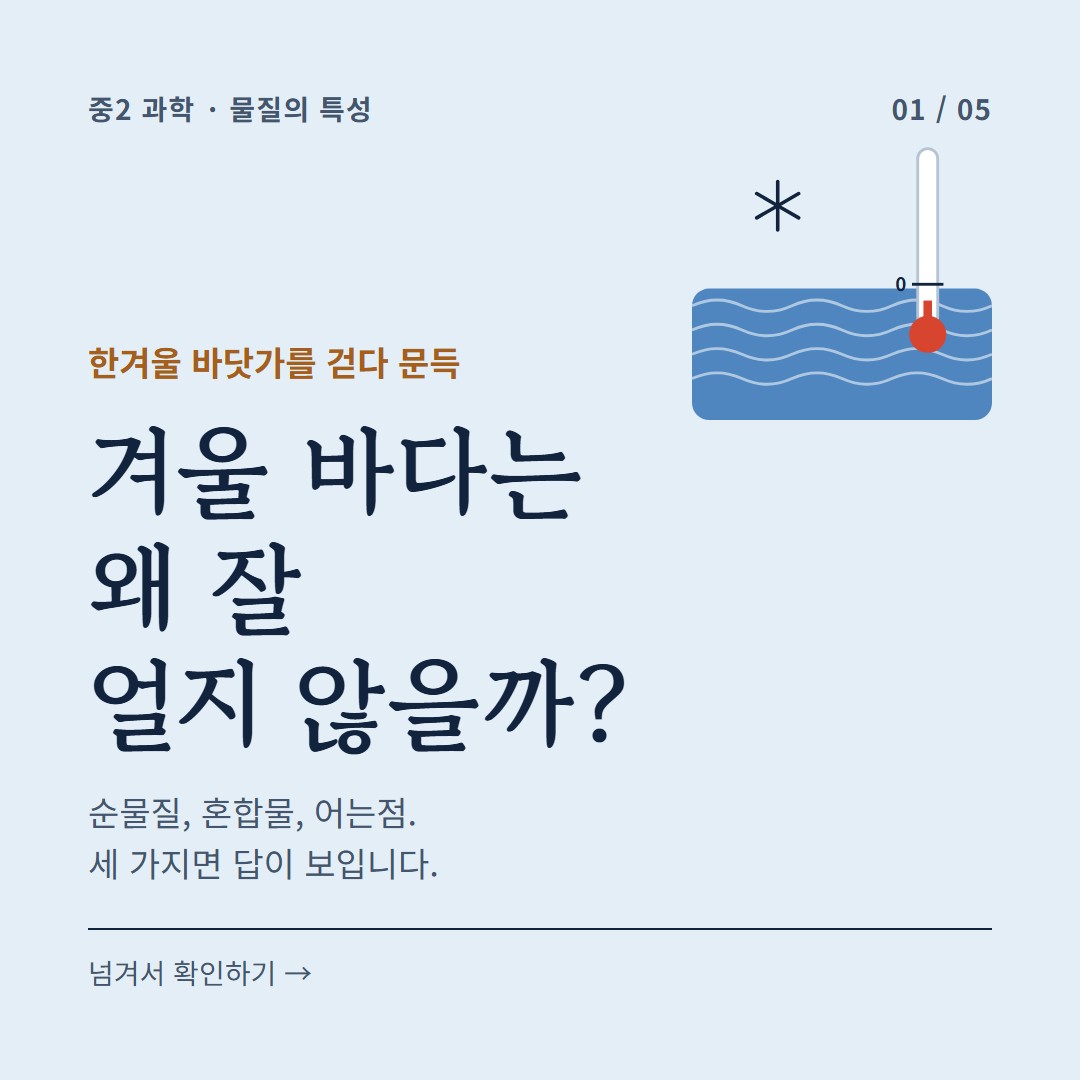 중2 과학 · 물질의 특성
01 / 05
0
한겨울 바닷가를 걷다 문득
겨울 바다는
왜 잘
얼지 않을까?
순물질, 혼합물, 어는점.
세 가지면 답이 보입니다.
넘겨서 확인하기 →